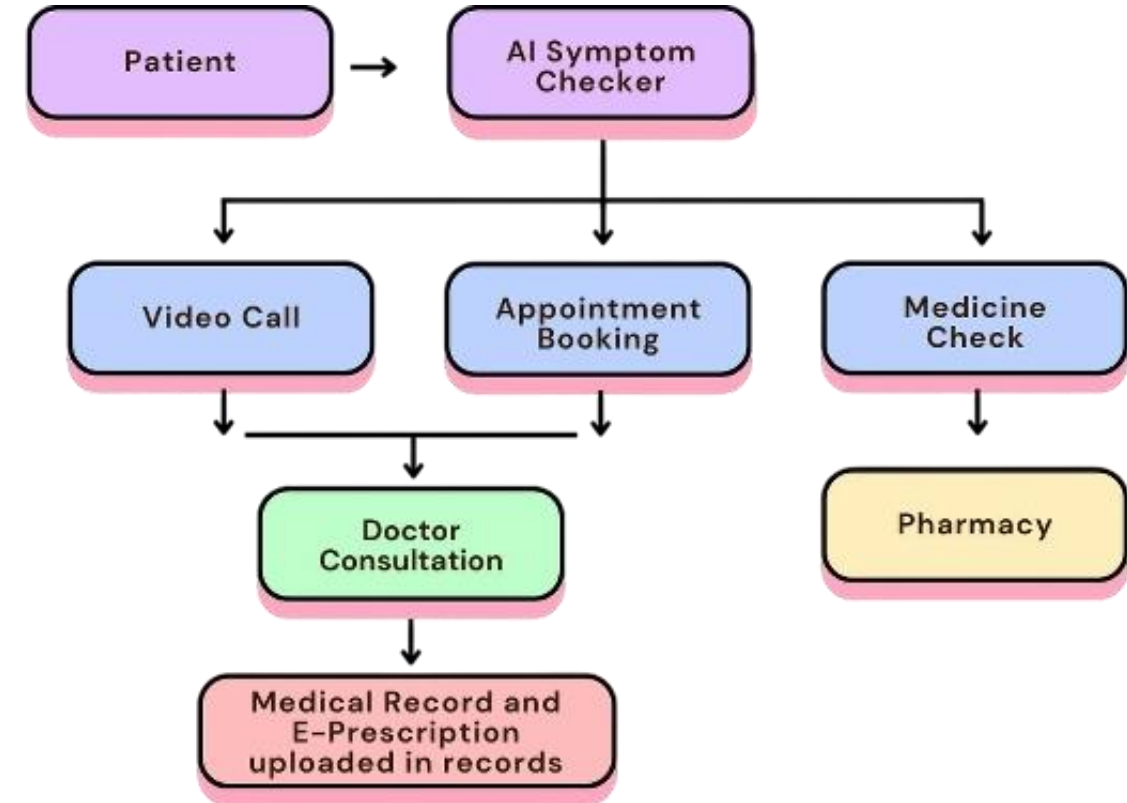 Patient
AI Symptom
Checker
Video Call
Appointment
Booking
Medicine
Check
Doctor
Consultation
Pharmacy
Medical Record and
E-Prescription
uploaded in records